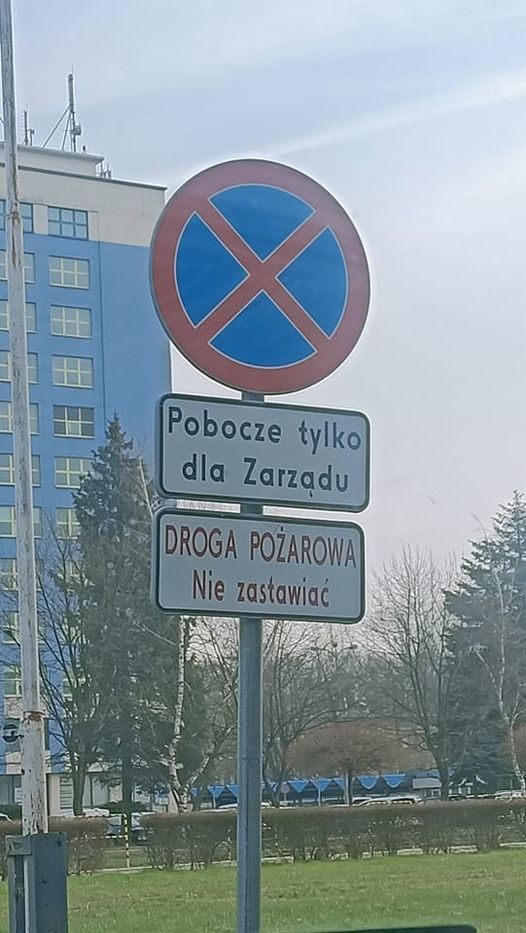 Pobocze tylko
dla Zarządu
DROGA POŻAROWA
Nie zastawiać